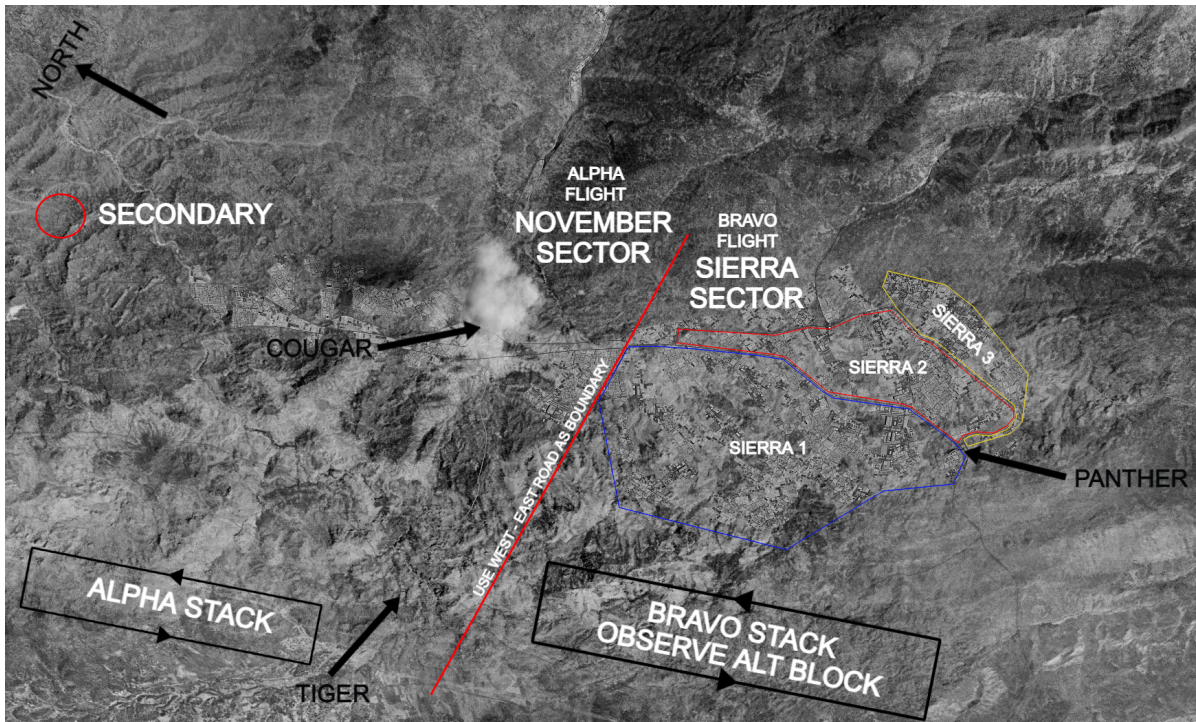 NORTH
SECONDARY
ALPHA
FLIGHT
NOVEMBER
SECTOR
BRAVO
FLIGHT
SIERRA
SECTOR
COUGAR
SIERRA 3
SIERRA 2
SIERRA 1
PANTHER
USE WEST - EAST ROAD AS BOUNDARY
ALPHA STACK
BRAVO STACK
OBSERVE ALT BLOCK
TIGER